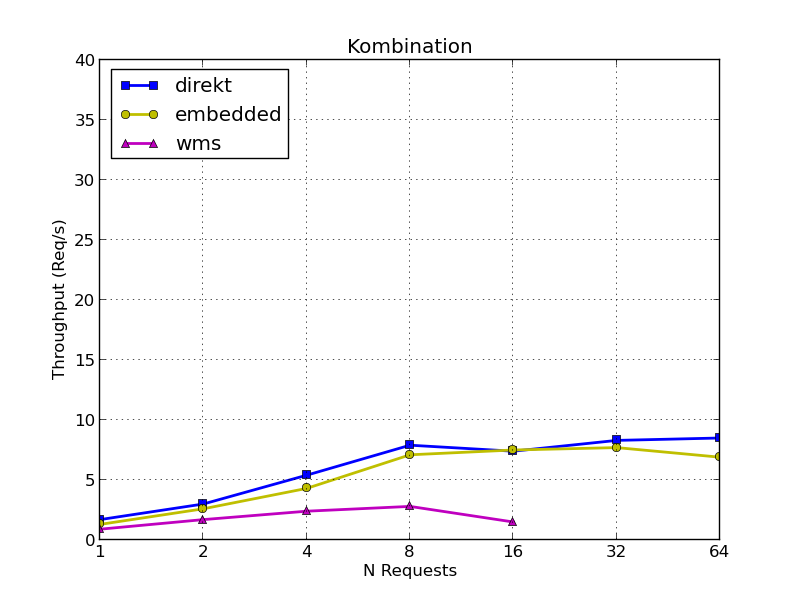 Kombination
direkt
embedded
wms
Throughput (Req/s)
40
35
30
25
20
15
10
5
0
1 2 4 8 16 32 64
N Requests